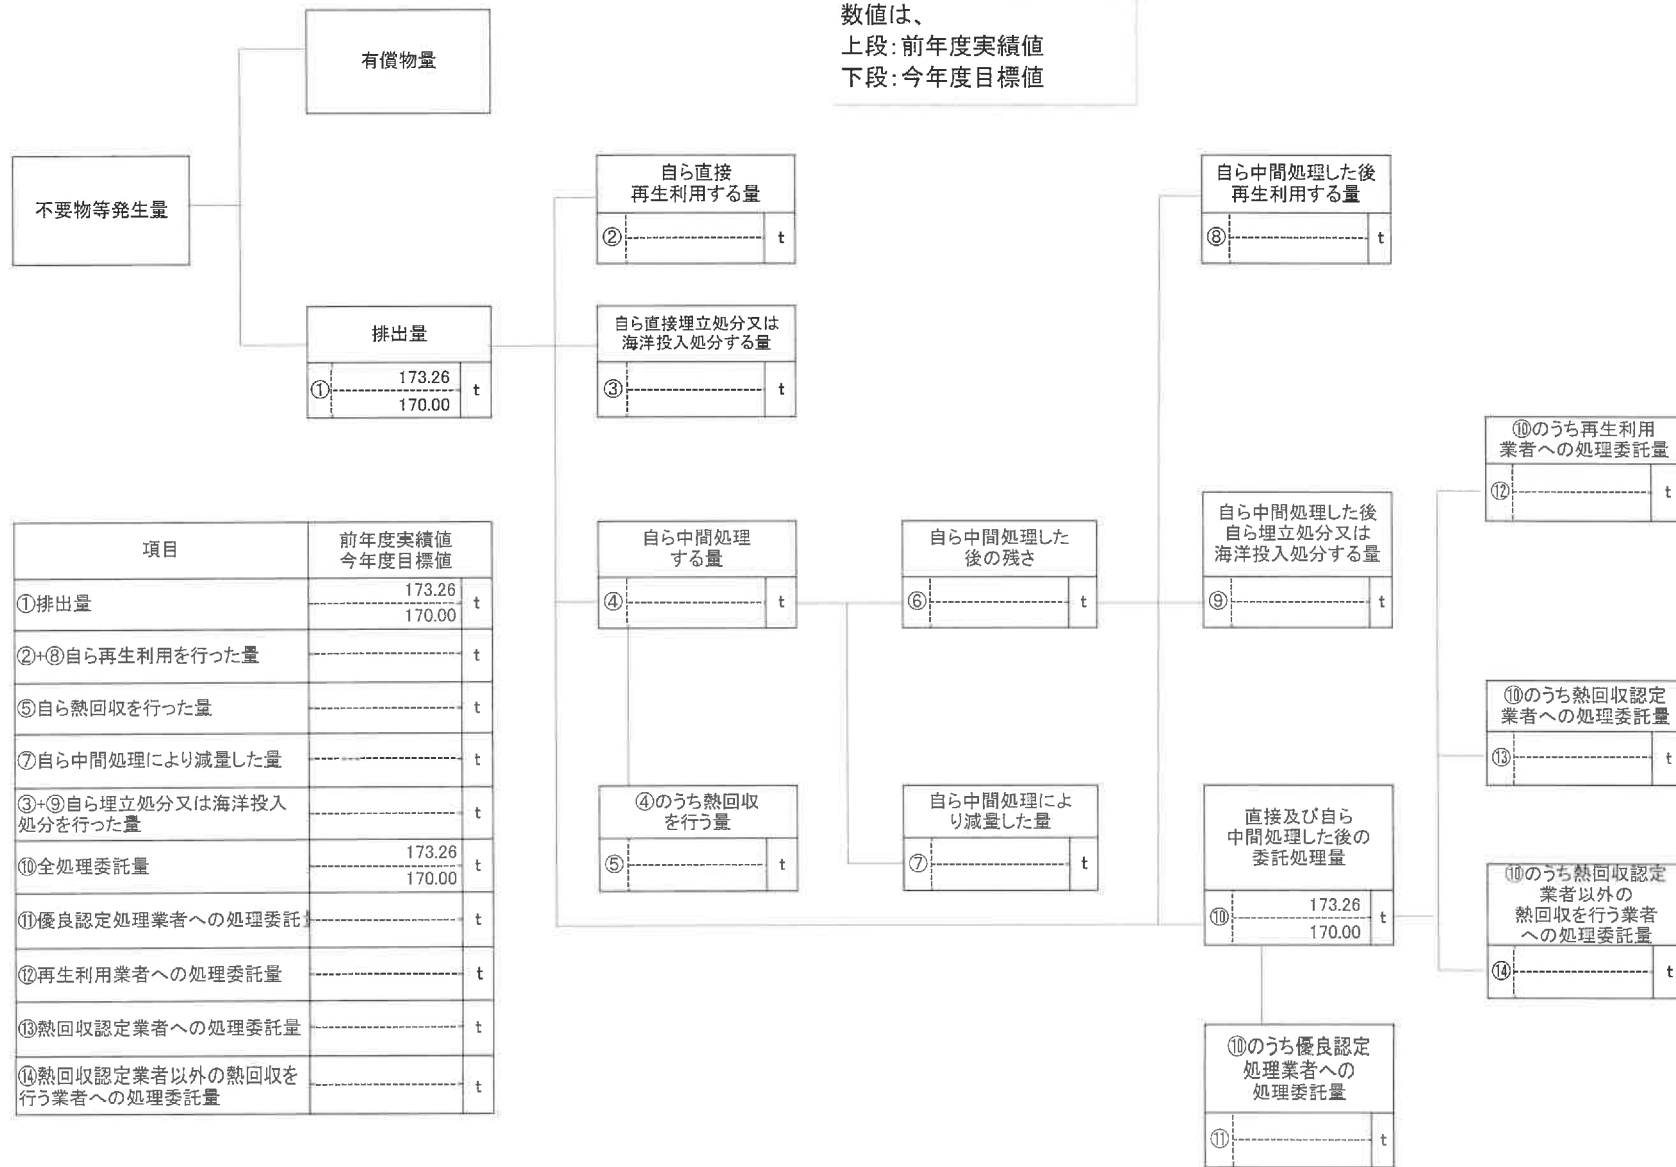 数値は、
上段:前年度実績値
下段:今年度目標値
有償物量
不要物等発生量
排出量
① 173.26 t
170.00
自ら直接
再生利用する量
② t
自ら直接埋立処分又は
海洋投入処分する量
③ t
自ら中間処理した後
再生利用する量
⑧ t
自ら中間処理
する量
④ t
自ら中間処理した
後の残さ
⑥ t
自ら中間処理した後
自ら埋立処分又は
海洋投入処分する量
⑨ t
④のうち熱回収
を行う量
⑤ t
自ら中間処理によ
り減量した量
⑦ t
直接及び自ら
中間処理した後の
委託処理量
⑩ 173.26 t
170.00
⑩のうち優良認定
処理業者への
処理委託量
⑪ t
⑩のうち再生利用
業者への処理委託量
⑫ t
⑩のうち熱回収認定
業者への処理委託量
⑬ t
⑩のうち熱回収認定
業者以外の
熱回収を行う業者
への処理委託量
⑭ t
項目 前年度実績値
今年度目標値
①排出量 173.26 t
170.00
②+⑧自ら再生利用を行った量 t
⑤自ら熱回収を行った量 t
⑦自ら中間処理により減量した量 t
③+⑨自ら埋立処分又は海洋投入
処分を行った量 t
⑩全処理委託量 173.26 t
170.00
⑪優良認定処理業者への処理委託 t
⑫再生利用業者への処理委託量 t
⑬熱回収認定業者への処理委託量 t
⑭熱回収認定業者以外の熱回収を
行う業者への処理委託量 t